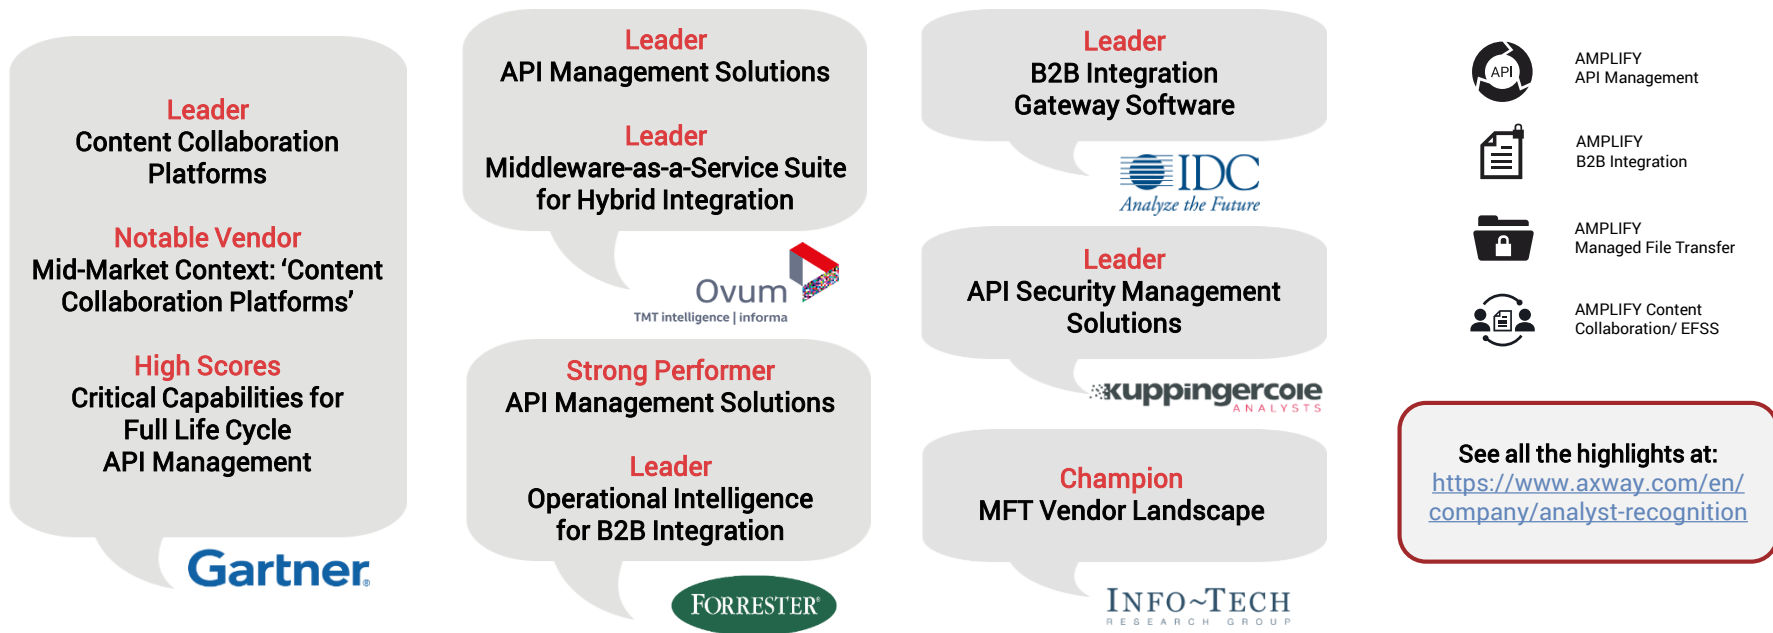 Leader
Content Collaboration
Platforms
Notable Vendor
Mid-Market Context: ‘Content
Collaboration Platforms’
High Scores
Critical Capabilities for
Full Life Cycle
API Management
Gartner®
Leader
API Management Solutions
Leader
Middleware-as-a-Service Suite
for Hybrid Integration
Ovum
TMT intelligence | informa
Strong Performer
API Management Solutions
Leader
Operational Intelligence
for B2B Integration
FORRESTER®
Leader
B2B Integration
Gateway Software
IDC
Analyze the Future
Leader
API Security Management
Solutions
kuppingercole
ANALYSTS
Champion
MFT Vendor Landscape
INFO~TECH
RESEARCH GROUP
API
AMPLIFY
API Management
AMPLIFY
B2B Integration
AMPLIFY
Managed File Transfer
AMPLIFY Content
Collaboration/ EFSS
See all the highlights at:
https://www.axway.com/en/
company/analyst-recognition